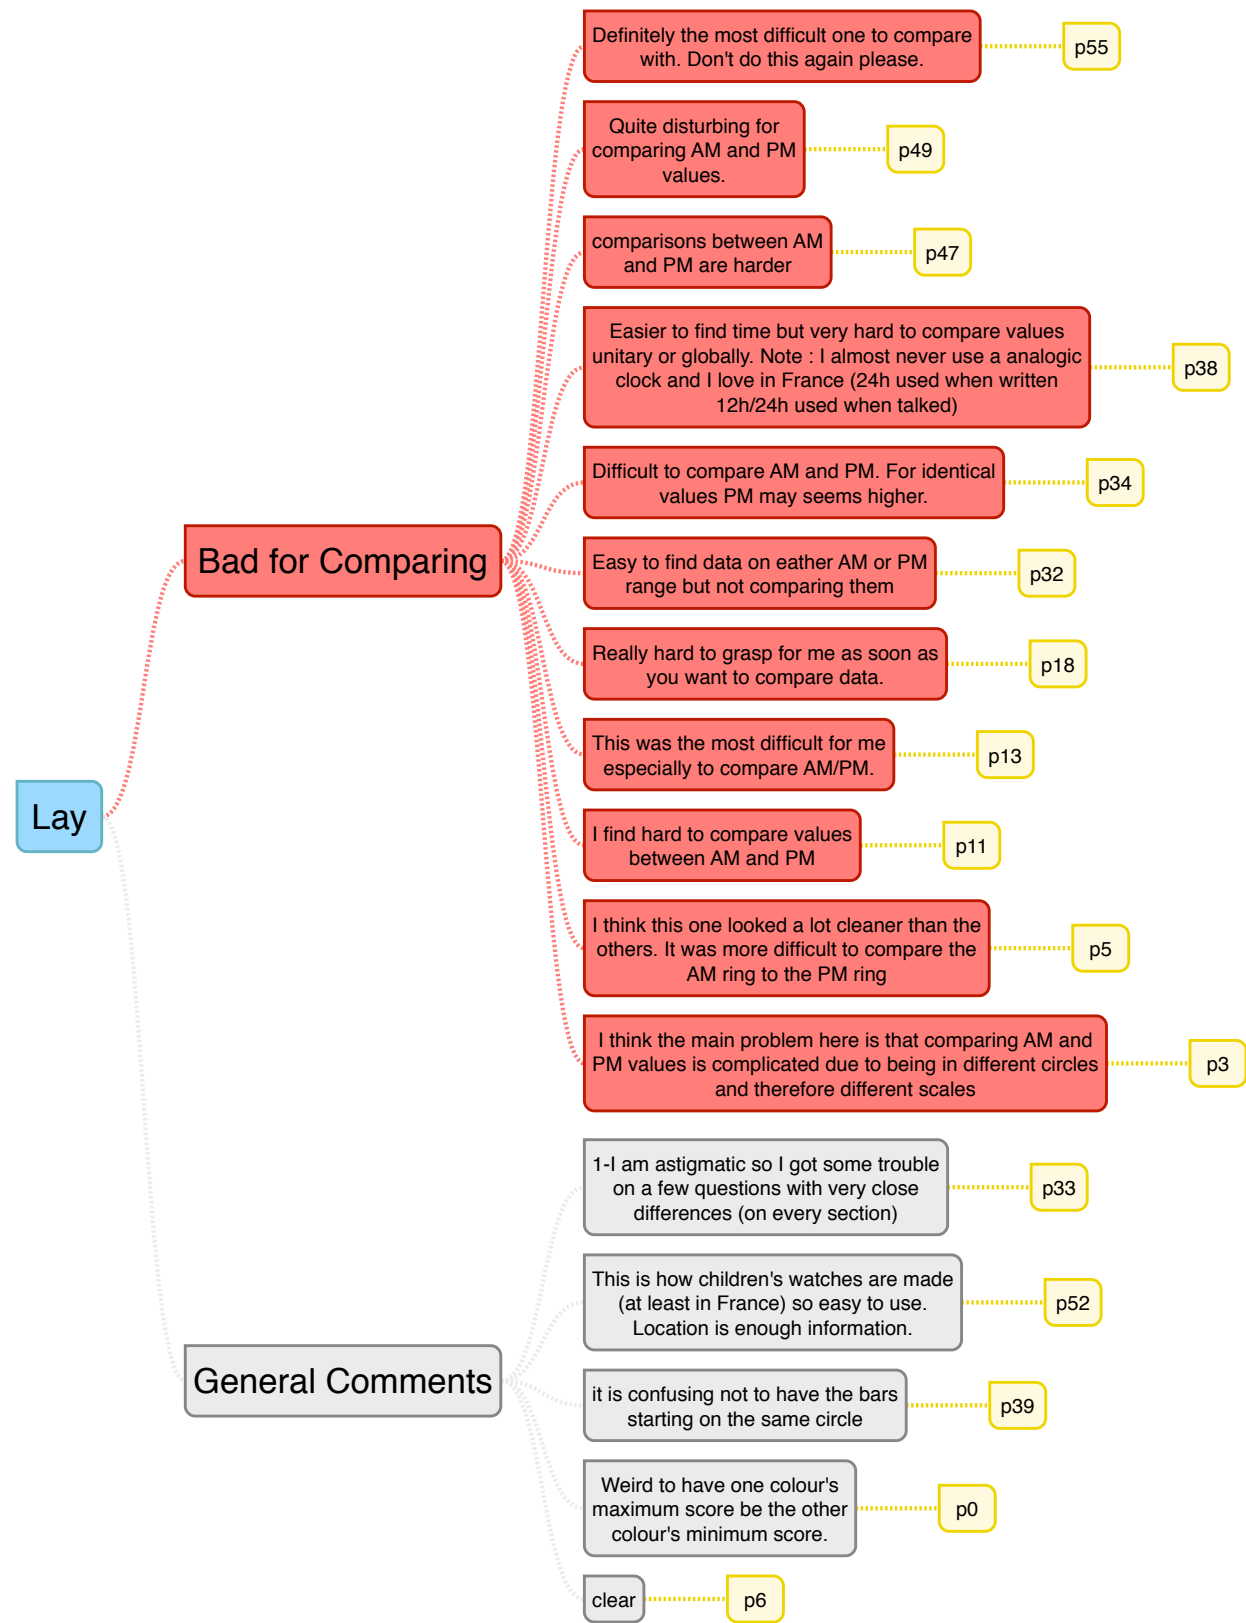 Definitely the most difficult one to compare
with. Don't do this again please.
p55
Quite disturbing for
comparing AM and PM
values.
p49
comparisons between AM
and PM are harder
p47
Easier to find time but very hard to compare values
unitary or globally. Note : I almost never use a analogic
clock and I love in France (24h used when written
12h/24h used when talked)
p38
Difficult to compare AM and PM. For identical
values PM may seems higher.
p34
Bad for Comparing
Easy to find data on eather AM or PM
range but not comparing them
p32
Really hard to grasp for me as soon as
you want to compare data.
p18
This was the most difficult for me
especially to compare AM/PM.
p13
Lay
I find hard to compare values
between AM and PM
p11
I think this one looked a lot cleaner than the
others. It was more difficult to compare the
AM ring to the PM ring
p5
I think the main problem here is that comparing AM and
PM values is complicated due to being in different circles
and therefore different scales
p3
1-I am astigmatic so I got some trouble
on a few questions with very close
differences (on every section)
p33
This is how children's watches are made
(at least in France) so easy to use.
Location is enough information.
p52
General Comments
it is confusing not to have the bars
starting on the same circle
p39
Weird to have one colour's
maximum score be the other
colour's minimum score.
p0
clear
p6